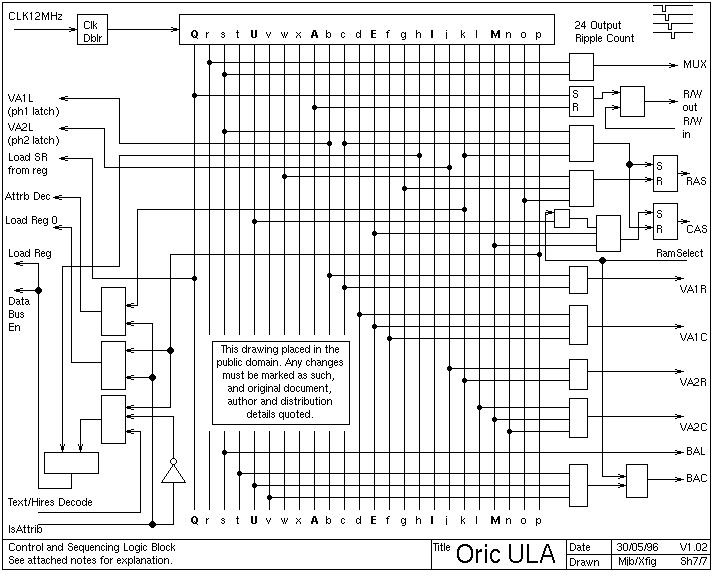 CLK12MHz
Clk
Dblr
Q r s t U v w x A b c d E f g h I j k l M n o p
24 Output
Ripple Count
MUX
VA1L
(ph1 latch)
S
R
R/W
out
VA2L
(ph2 latch)
R/W
in
Load SR
from reg
S
R
RAS
Attrb Dec
Load Reg 0
S
R
CAS
Load Reg
RamSelect
Data
Bus
En
VA1R
VA1C
This drawing placed in the
public domain. Any changes
must be marked as such,
and original document,
author and distribution
details quoted.
VA2R
VA2C
BAL
BAC
Text/Hires Decode
IsAttrib
Q r s t U v w x A b c d E f g h I j k l M n o p
Control and Sequencing Logic Block
See attached notes for explanation.
Title Oric ULA
Date 30/05/96 V1.02
Drawn Mjb/Xfig Sh7/7